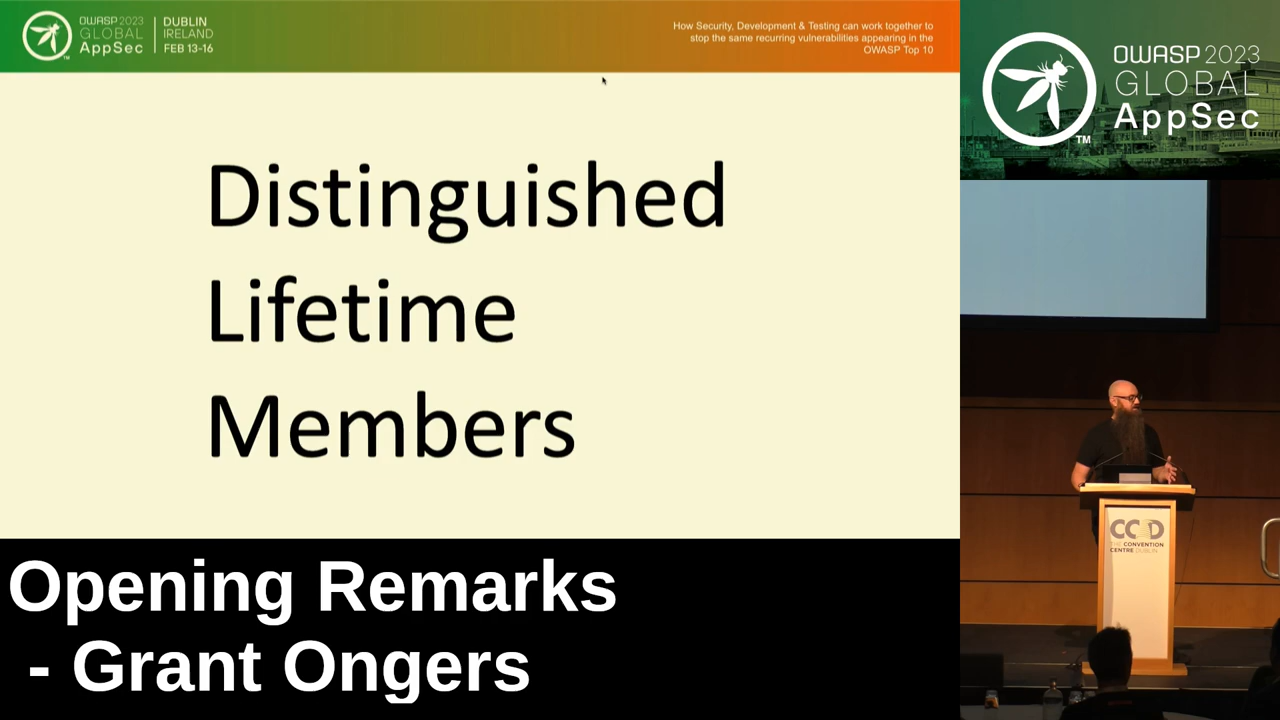 OWASP 2023
GLOBAL
AppSec
TM
DUBLIN
IRELAND
FEB 13-16
How Security, Development & Testing can work together to
stop the same recurring vulnerabilities appearing in the
OWASP Top 10
Distinguished
Lifetime
Members
Opening Remarks
- Grant Ongers
OWASP 2023
GLOBAL
AppSec
TM
CCD
THE CONVENTION
CENTRE DUBLIN